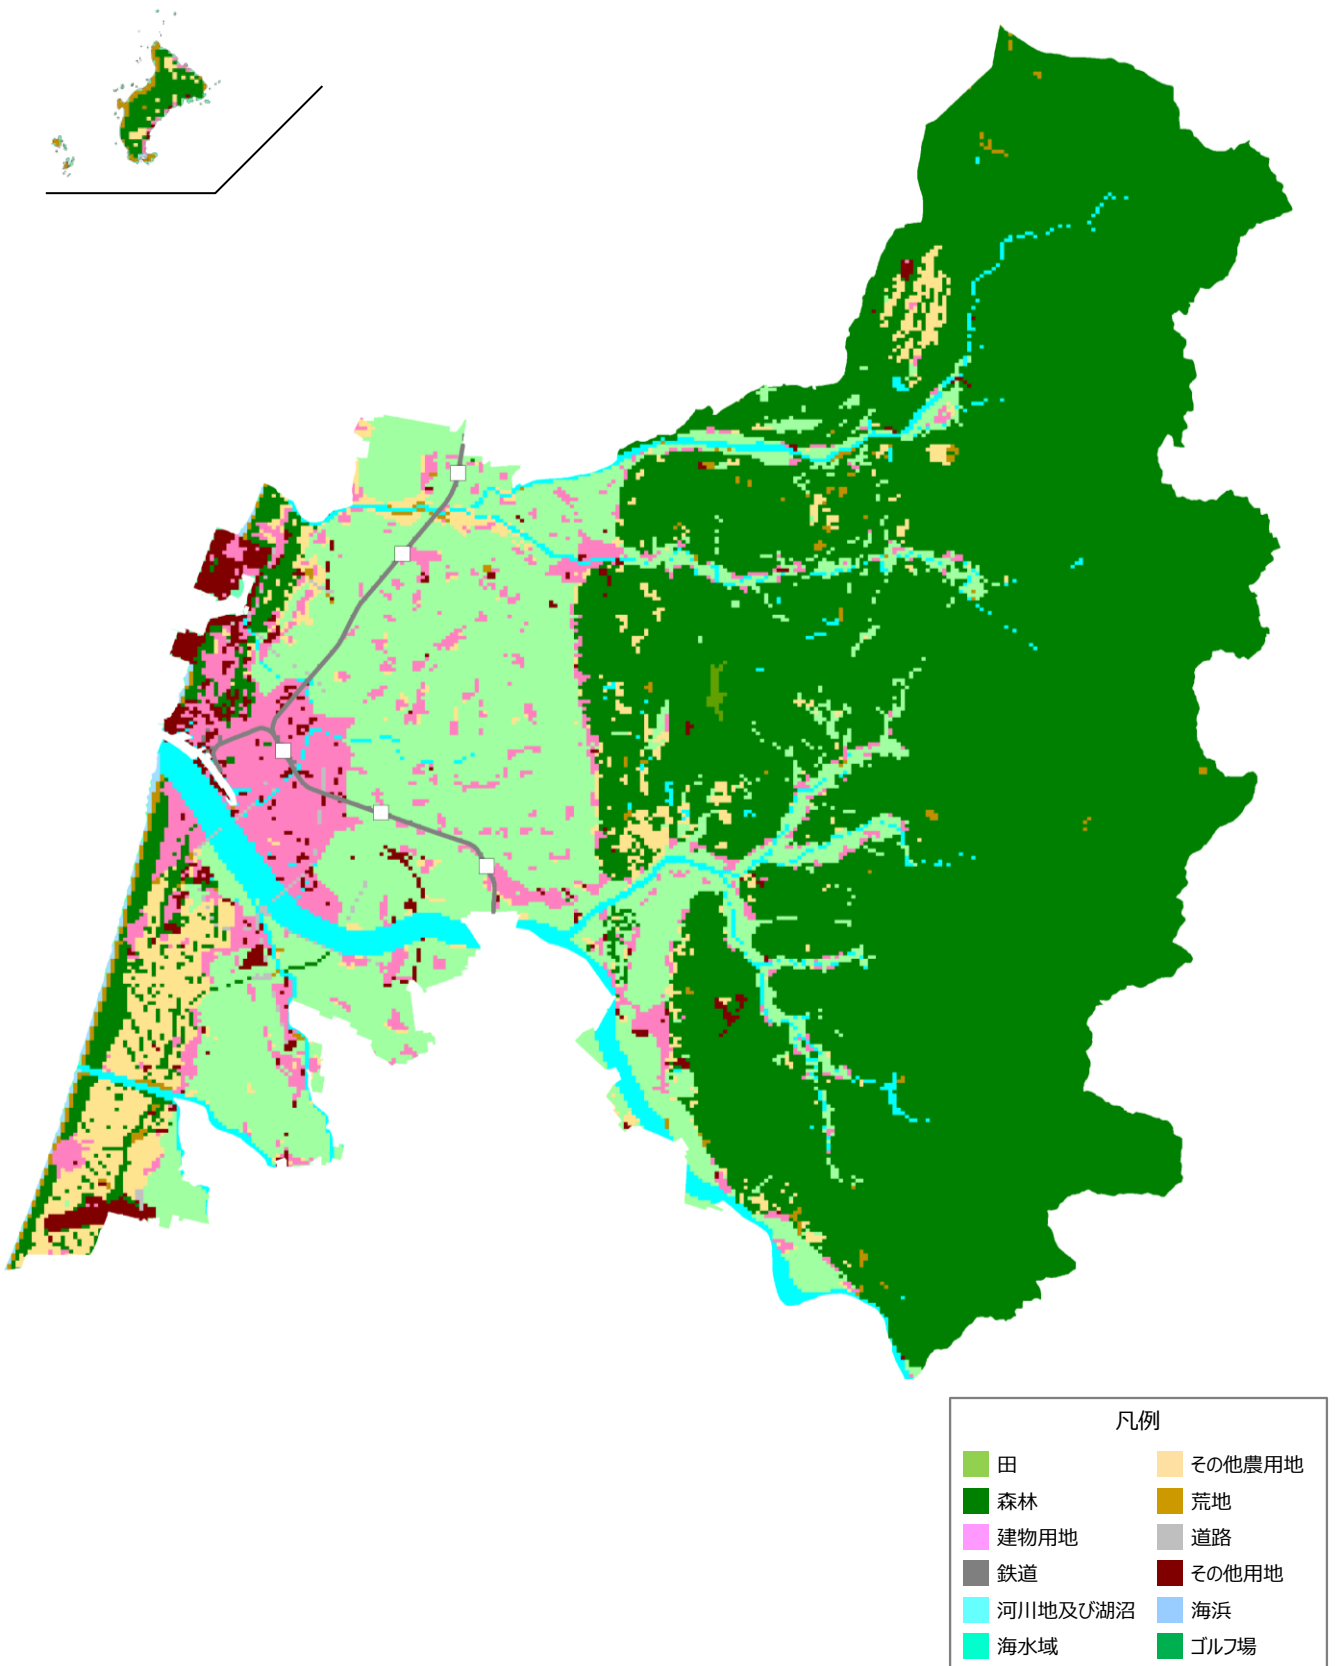 凡例
田
その他農用地
森林
荒地
建物用地
道路
鉄道
その他用地
河川地及び湖沼
海浜
海水域
ゴルフ場